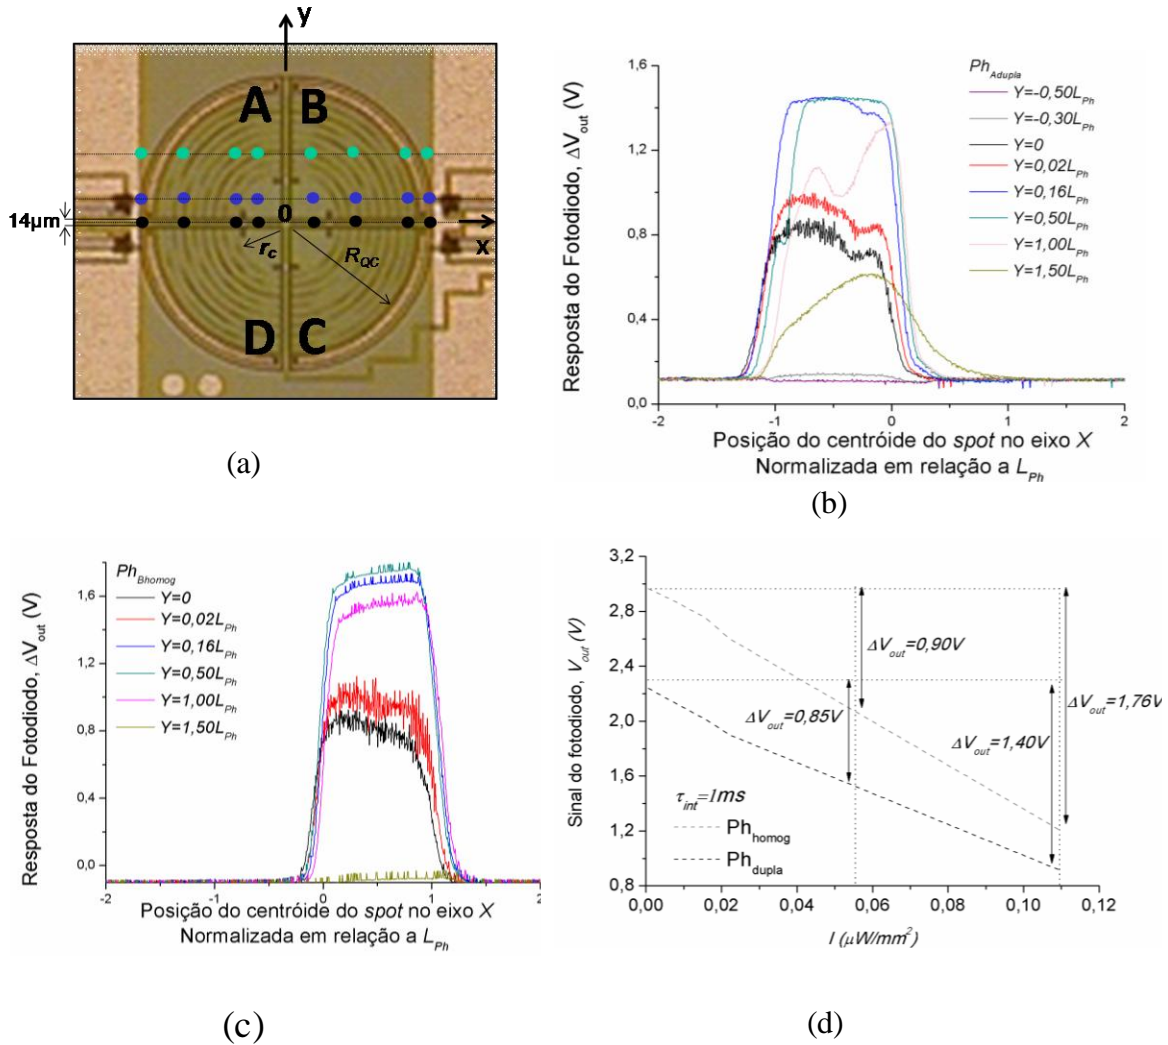 y
A B
14µm
0
x
r_c
R_QC
D C
(a)
Resposta do Fotodiodo, ΔV_out (V)
1,6
1,2
0,8
0,4
0,0
-2 -1 0 1 2
Ph_Adupla
Y=-0,50L_Ph
Y=-0,30L_Ph
Y=0
Y=0,02L_Ph
Y=0,16L_Ph
Y=0,50L_Ph
Y=1,00L_Ph
Y=1,50L_Ph
Posição do centróide do spot no eixo X
Normalizada em relação a L_Ph
(b)
Resposta do Fotodiodo, ΔV_out (V)
1,6
1,2
0,8
0,4
0,0
-2 -1 0 1 2
Ph_Bhomog
Y=0
Y=0,02L_Ph
Y=0,16L_Ph
Y=0,50L_Ph
Y=1,00L_Ph
Y=1,50L_Ph
Posição do centróide do spot no eixo X
Normalizada em relação a L_Ph
(c)
Sinal do fotodiodo, V_out (V)
3,2
2,8
2,4
2,0
1,6
1,2
0,8
0,00 0,02 0,04 0,06 0,08 0,10 0,12
ΔV_out=0,90V
ΔV_out=0,85V
ΔV_out=1,76V
ΔV_out=1,40V
τ_int=1ms
Ph_homog
Ph_dupla
I (µW/mm²)
(d)